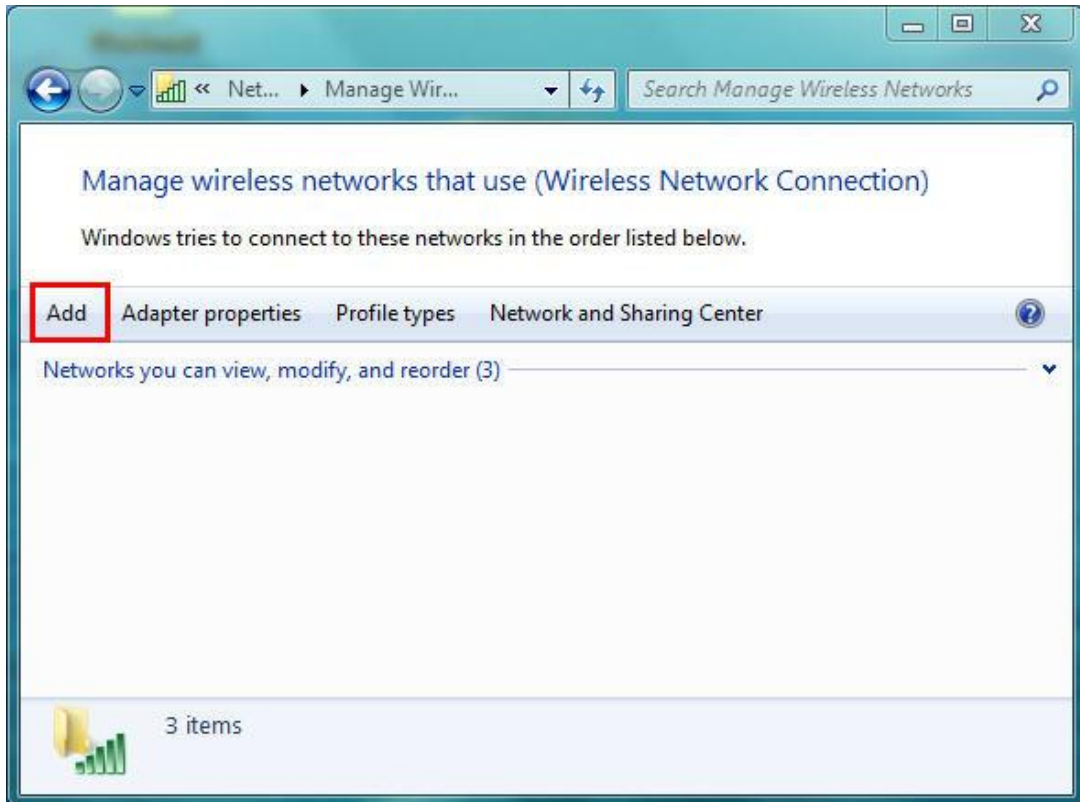 « Net... Manage Wir... Search Manage Wireless Networks
Manage wireless networks that use (Wireless Network Connection)
Windows tries to connect to these networks in the order listed below.
Add Adapter properties Profile types Network and Sharing Center ?
Networks you can view, modify, and reorder (3)
3 items